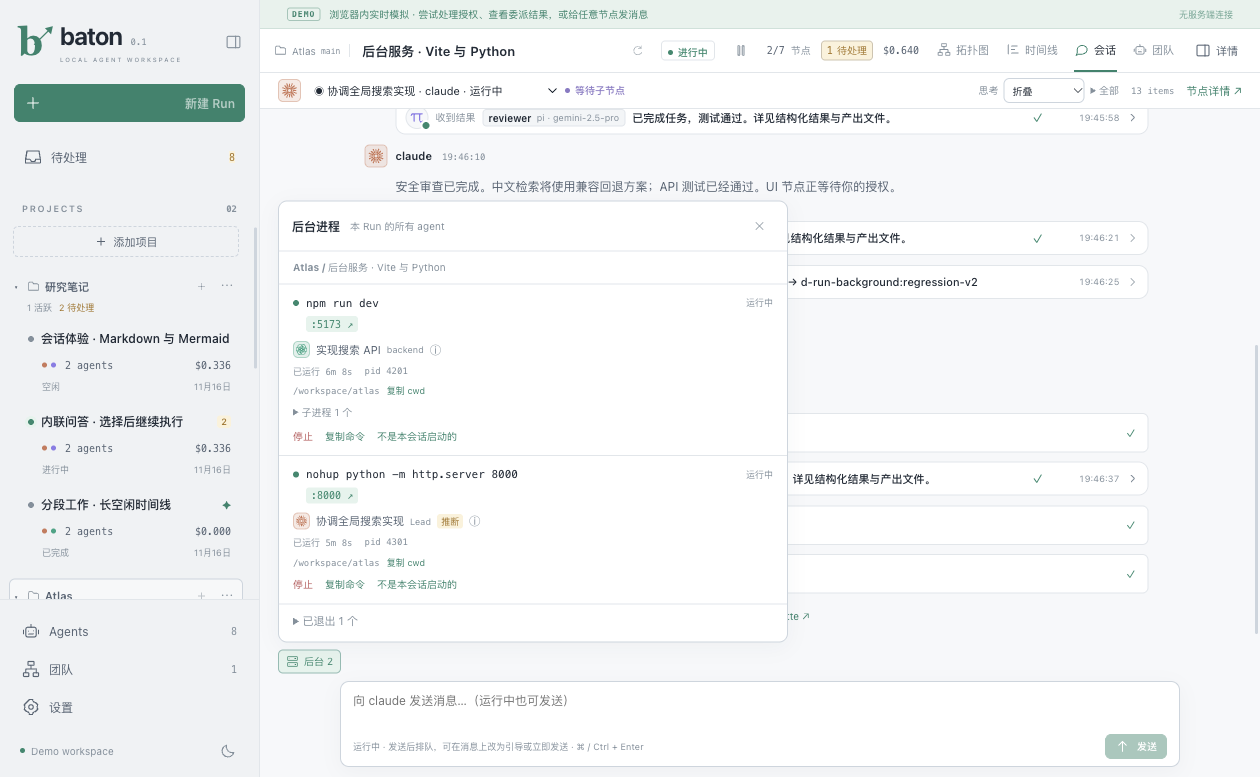 DEMO 浏览器内实时模拟 · 尝试处理授权、查看委派结果，或给任意节点发消息 无服务端连接
baton 0.1
LOCAL AGENT WORKSPACE
Atlas main 后台服务 · Vite 与 Python 进行中 2/7 节点 1 待处理 $0.640 拓扑图 时间线 会话 团队 详情
+ 新建 Run
待处理 8
PROJECTS 02
+ 添加项目
研究笔记 + ···
1 活跃 2 待处理
会话体验 · Markdown 与 Mermaid
2 agents $0.336
空闲 11月16日
内联问答 · 选择后继续执行 2
2 agents $0.336
进行中 11月16日
分段工作 · 长空闲时间线
2 agents $0.000
已完成 11月16日
Atlas + ···
Agents 8
团队 1
设置
Demo workspace
协调全局搜索实现 · claude · 运行中 等待子节点 思考 折叠 全部 13 items 节点详情 ↗
收到结果 reviewer pi · gemini-2.5-pro 已完成任务，测试通过。详见结构化结果与产出文件。 19:45:58
claude 19:46:10
安全审查已完成。中文检索将使用兼容回退方案；API 测试已经通过。UI 节点正等待你的授权。
见结构化结果与产出文件。 19:46:21
→ d-run-background:regression-v2 19:46:25
详见结构化结果与产出文件。 19:46:37
后台进程 本 Run 的所有 agent
Atlas / 后台服务 · Vite 与 Python
npm run dev 运行中
:5173 ↗
实现搜索 API backend
已运行 6m 8s pid 4201
/workspace/atlas 复制 cwd
子进程 1 个
停止 复制命令 不是本会话启动的
nohup python -m http.server 8000 运行中
:8000 ↗
协调全局搜索实现 Lead 推断
已运行 5m 8s pid 4301
/workspace/atlas 复制 cwd
停止 复制命令 不是本会话启动的
已退出 1 个
后台 2
向 claude 发送消息…（运行中也可发送）
运行中 · 发送后排队，可在消息上改为引导或立即发送 · ⌘ / Ctrl + Enter
↑ 发送